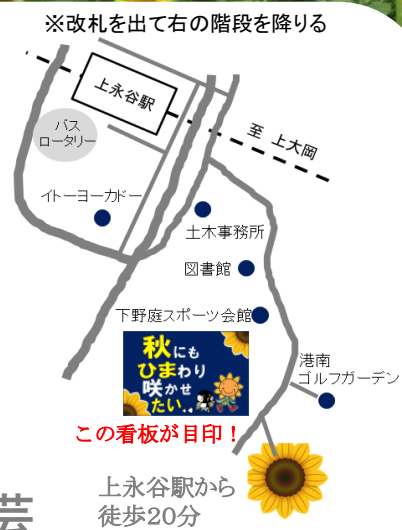 ※改札を出て右の階段を降りる
上永谷駅
バス
ロータリー
至 上大岡
イトーヨーカドー
土木事務所
図書館
下野庭スポーツ会館
秋にも
ひまわり
咲かせ
たい..
港南
ゴルフガーデン
この看板が目印！
上永谷駅から
徒歩20分
芸